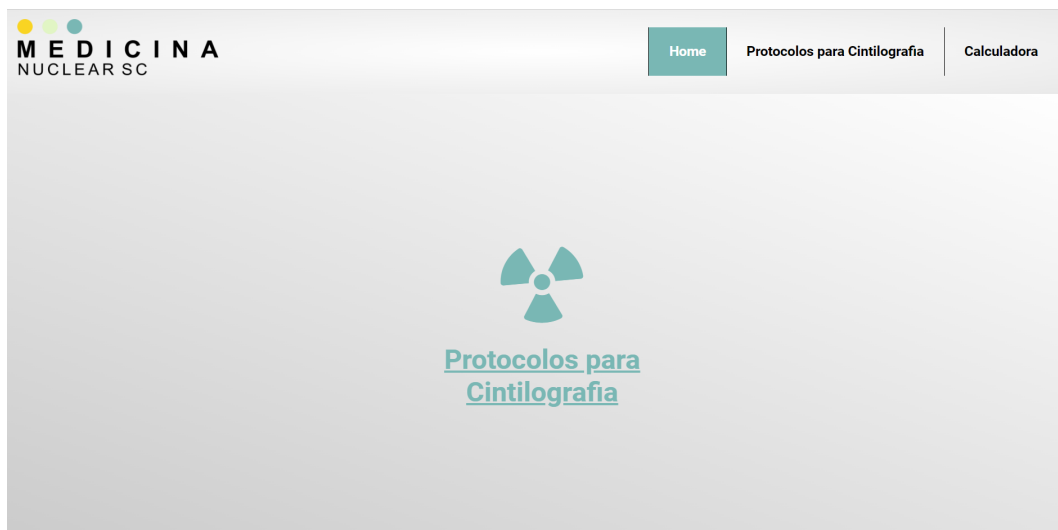 MEDICINA
NUCLEAR SC
Home
Protocolos para Cintilografia
Calculadora
Protocolos para
Cintilografia